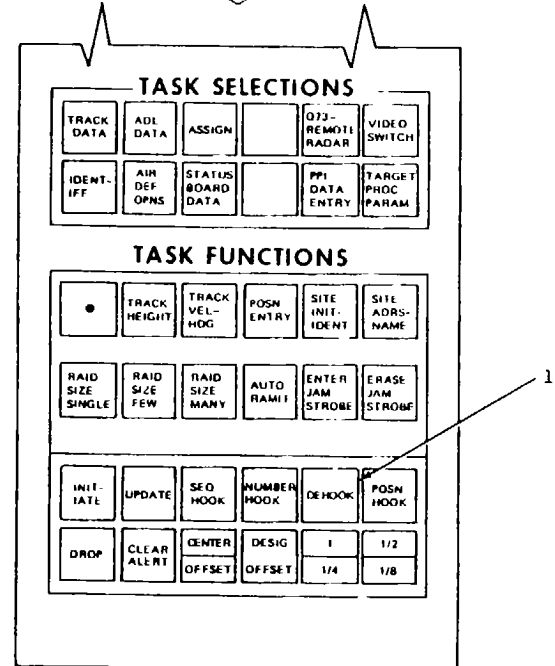 TASK SELECTIONS
TRACK DATA
ADL DATA
ASSIGN
Q73- REMOTE RADAR
VIDEO SWITCH
IDENT- IFF
AIR DEF OPNS
STATUS BOARD DATA
PPI DATA ENTRY
TARGET PROC PARAM
TASK FUNCTIONS
TRACK HEIGHT
TRACK VEL- HDG
POSN ENTRY
SITE INIT- IDENT
SITE ADRS- NAME
RAID SIZE SINGLE
RAID SIZE FEW
RAID SIZE MANY
AUTO RAMIT
ENTER JAM STROBE
ERASE JAM STROBE
1
INIT- IATE
UPDATE
SEQ HOOK
NUMBER HOOK
DEHOOK
POSN HOOK
DROP
CLEAR ALERT
CENTER
OFFSET
DESIG
OFFSET
1
1/4
1/2
1/8